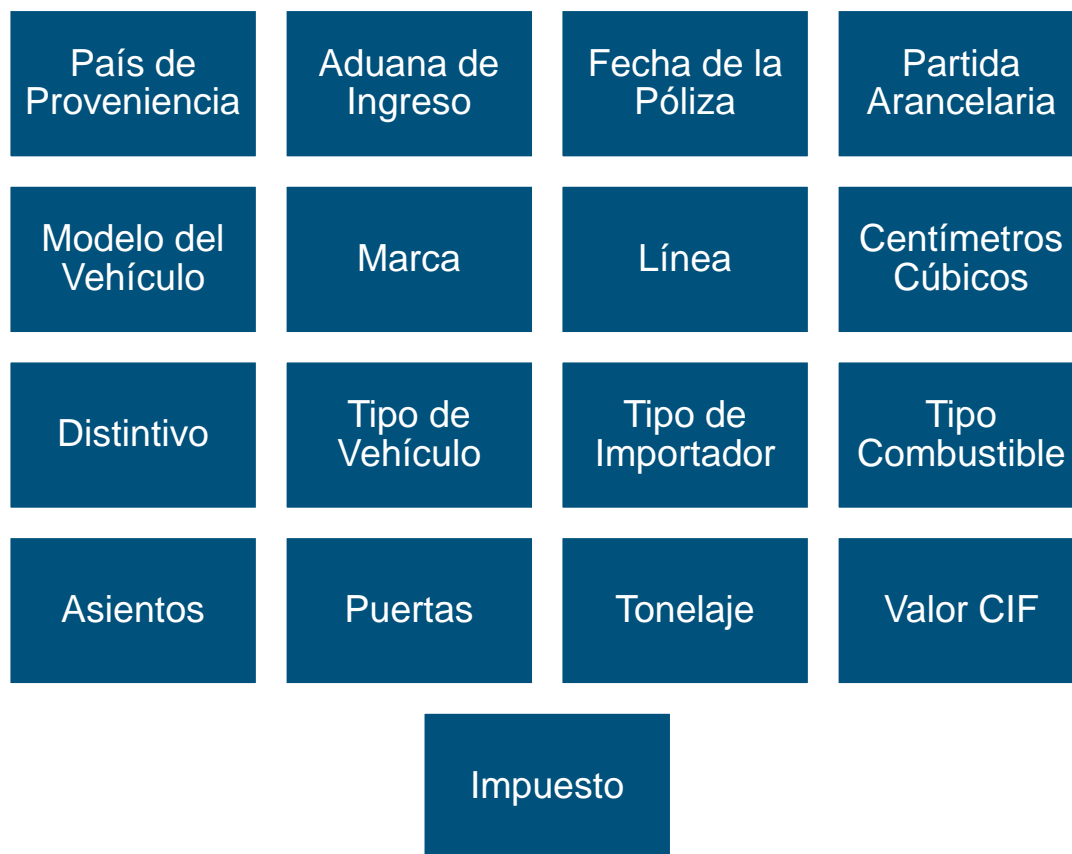 País de
Proveniencia
Aduana de
Ingreso
Fecha de la
Póliza
Partida
Arancelaria
Modelo del
Vehículo
Marca
Línea
Centímetros
Cúbicos
Distintivo
Tipo de
Vehículo
Tipo de
Importador
Tipo
Combustible
Asientos
Puertas
Tonelaje
Valor CIF
Impuesto